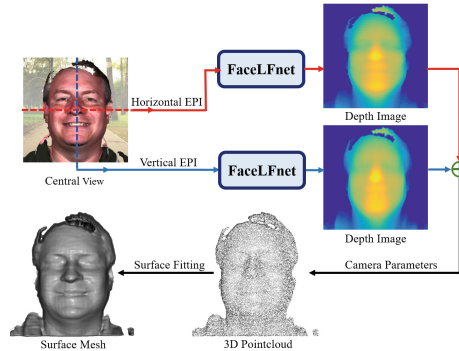 FaceLFnet
Depth Image
Horizontal EPI
Vertical EPI
FaceLFnet
Central View
Depth Image
Surface Fitting
Camera Parameters
Surface Mesh
3D Pointcloud